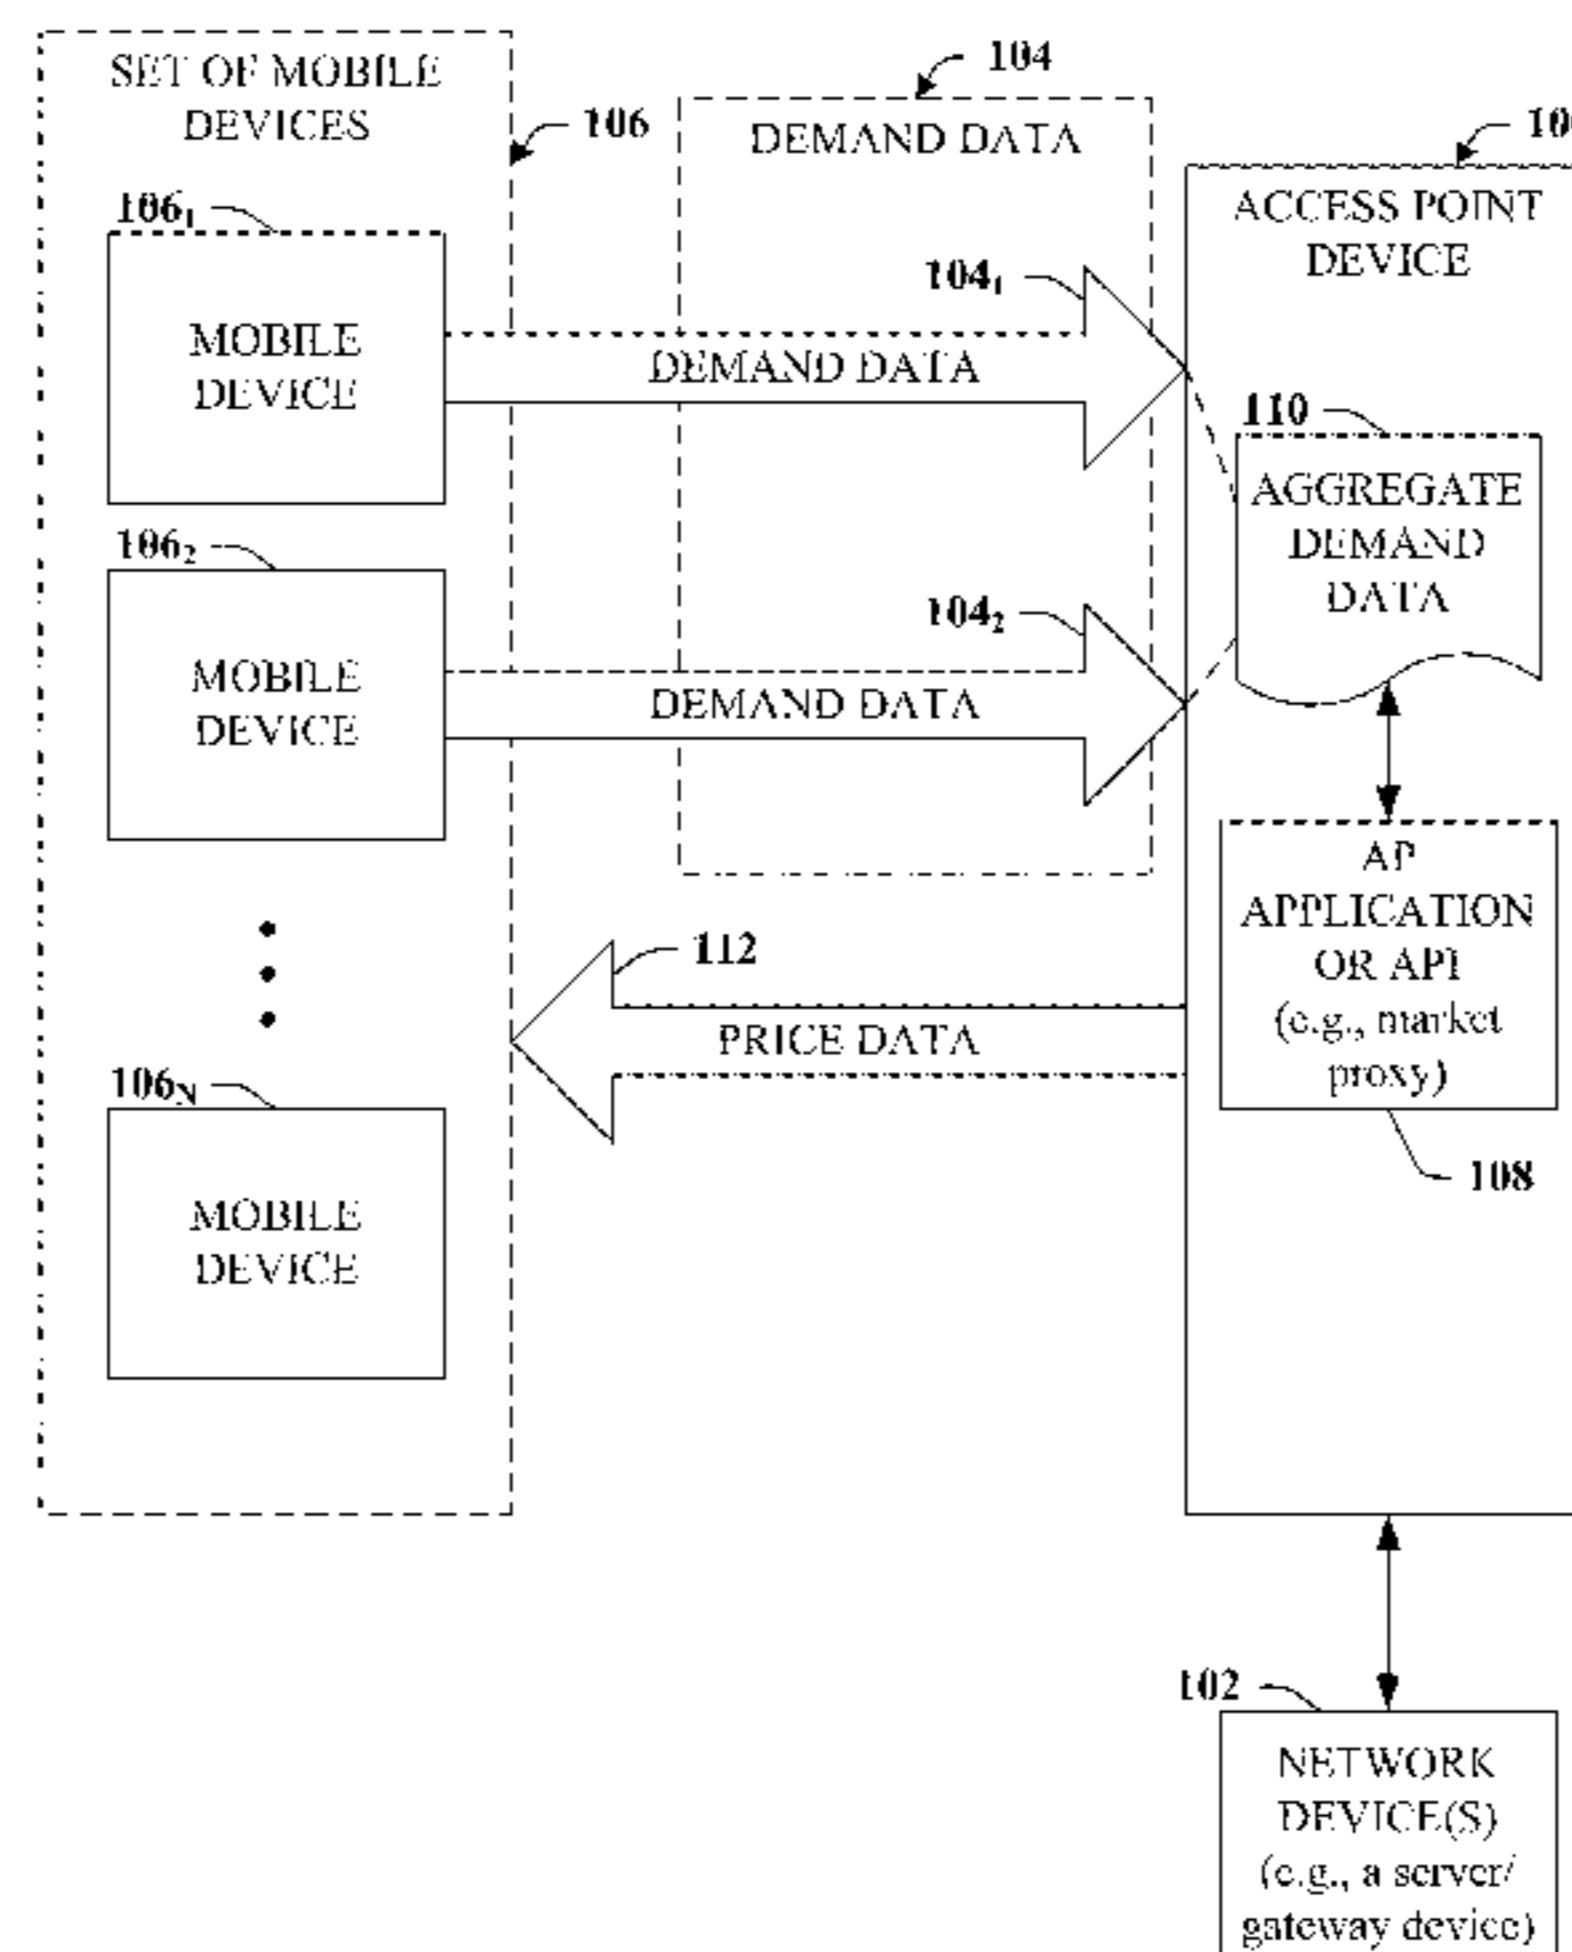 SET OF MOBILE
DEVICES
106
104
DEMAND DATA
ACCESS POINT
DEVICE
106₁
MOBILE
DEVICE
104₁
DEMAND DATA
110
AGGREGATE
DEMAND
DATA
106₂
MOBILE
DEVICE
104₂
DEMAND DATA
AP
APPLICATION
OR API
(e.g., market
proxy)
108
112
PRICE DATA
106N
MOBILE
DEVICE
102
NETWORK
DEVICE(S)
(e.g., a server/
gateway device)